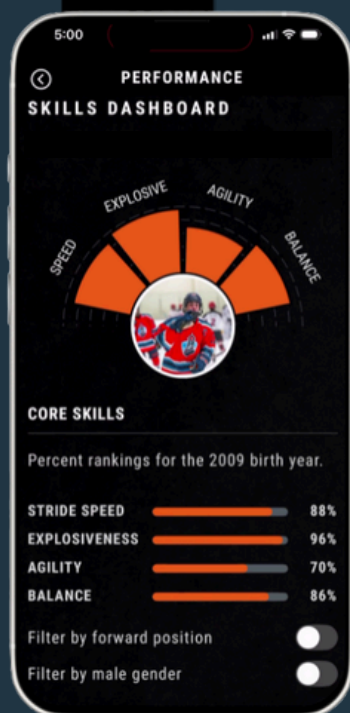 5:00
PERFORMANCE
SKILLS DASHBOARD
SPEED
EXPLOSIVE
AGILITY
BALANCE
CORE SKILLS
Percent rankings for the 2009 birth year.
STRIDE SPEED 88%
EXPLOSIVENESS 96%
AGILITY 70%
BALANCE 86%
Filter by forward position
Filter by male gender